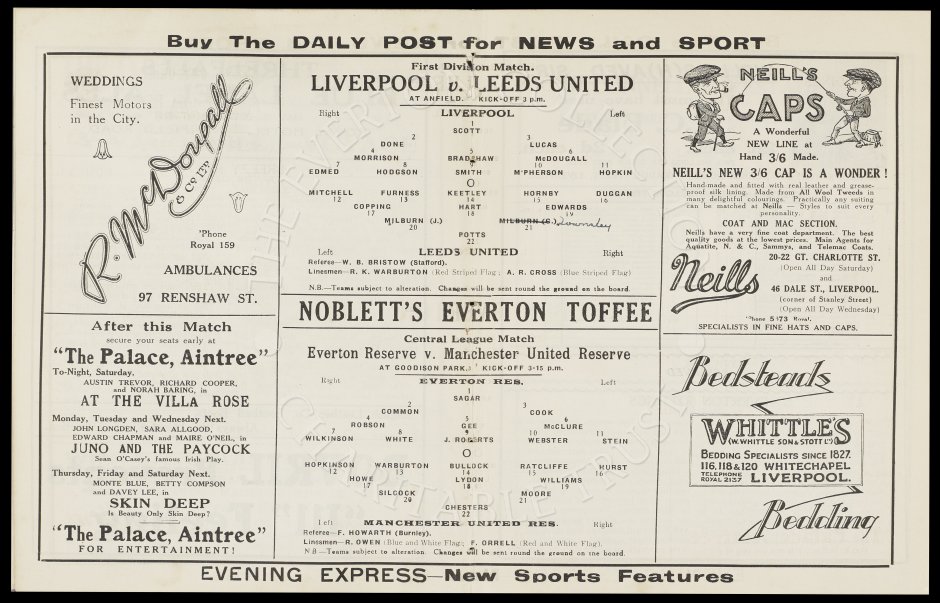 Buy The DAILY POST for NEWS and SPORT
WEDDINGS
Finest Motors
in the City.
R. McDougall
& Co LTD
'Phone
Royal 159
AMBULANCES
97 RENSHAW ST.
After this Match
secure your seats early at
"The Palace, Aintree"
To-Night, Saturday.
AUSTIN TREVOR, RICHARD COOPER,
and NORAH BARING, in
AT THE VILLA ROSE
Monday, Tuesday and Wednesday Next.
JOHN LONGDEN, SARA ALLGOOD,
EDWARD CHAPMAN and MAIRE O'NEIL, in
JUNO AND THE PAYCOCK
Sean O'Casey's famous Irish Play.
Thursday, Friday and Saturday Next.
MONTE BLUE, BETTY COMPSON
and DAVEY LEE, in
SKIN DEEP
Is Beauty Only Skin Deep?
"The Palace, Aintree"
FOR ENTERTAINMENT!
First Division Match.
LIVERPOOL v. LEEDS UNITED
AT ANFIELD. KICK-OFF 3 p.m.
Right LIVERPOOL Left
1
SCOTT
2 3
DONE LUCAS
4 5 6
MORRISON BRADSHAW McDOUGALL
7 8 9 10 11
EDMED HODGSON SMITH M'PHERSON HOPKIN
O
MITCHELL FURNESS KEETLEY HORNBY DUGGAN
12 13 14 15 16
COPPING HART EDWARDS
17 18 19
MILBURN (J.) MILBURN (G.) Townsley
20 21
POTTS
22
Left LEEDS UNITED Right
Referee—W. B. BRISTOW (Stafford).
Linesmen—R. K. WARBURTON (Red Striped Flag; A. R. CROSS (Blue Striped Flag)
N.B.—Teams subject to alteration. Changes will be sent round the ground on the board.
NOBLETT'S EVERTON TOFFEE
Central League Match
Everton Reserve v. Manchester United Reserve
AT GOODISON PARK. KICK-OFF 3-15 p.m.
Right EVERTON RES. Left
1
SAGAR
2 3
COMMON COOK
4 5 6
ROBSON GEE McCLURE
7 8 9 10 11
WILKINSON WHITE J. ROBERTS WEBSTER STEIN
O
HOPKINSON WARBURTON BULLOCK RATCLIFFE HURST
12 13 14 15 16
HOWE LYDON WILLIAMS
17 18 19
SILCOCK MOORE
20 21
CHESTERS
22
Left MANCHESTER UNITED RES. Right
Referee—F. HOWARTH (Burnley).
Linesmen—R. OWEN (Blue and White Flag); F. ORRELL (Red and White Flag).
N.B—Teams subject to alteration. Changes will be sent round the ground on the board.
NEILL'S
CAPS
A Wonderful
NEW LINE at
3/6
Hand Made.
NEILL'S NEW 3/6 CAP IS A WONDER!
Hand-made and fitted with real leather and grease-
proof silk lining. Made from All Wool Tweeds in
many delightful colourings. Practically any suiting
can be matched at Neills — Styles to suit every
personality.
COAT AND MAC SECTION.
Neills have a very fine coat department. The best
quality goods at the lowest prices. Main Agents for
Aquatite, N. & C., Sammys, and Telemac Coats.
Neills
20-22 GT. CHARLOTTE ST.
(Open All Day Saturday)
and
46 DALE ST., LIVERPOOL.
(corner of Stanley Street)
(Open All Day Wednesday)
'Phone 5173 Royal.
SPECIALISTS IN FINE HATS AND CAPS.
Bedsteads
WHITTLE'S
(W. WHITTLE SON & STOTT LTD)
BEDDING SPECIALISTS SINCE 1827.
116, 118 & 120 WHITECHAPEL
TELEPHONE
ROYAL 2137 LIVERPOOL.
Bedding
EVENING EXPRESS—New Sports Features
THE EVERTON COLLECTION
CHARITABLE TRUST